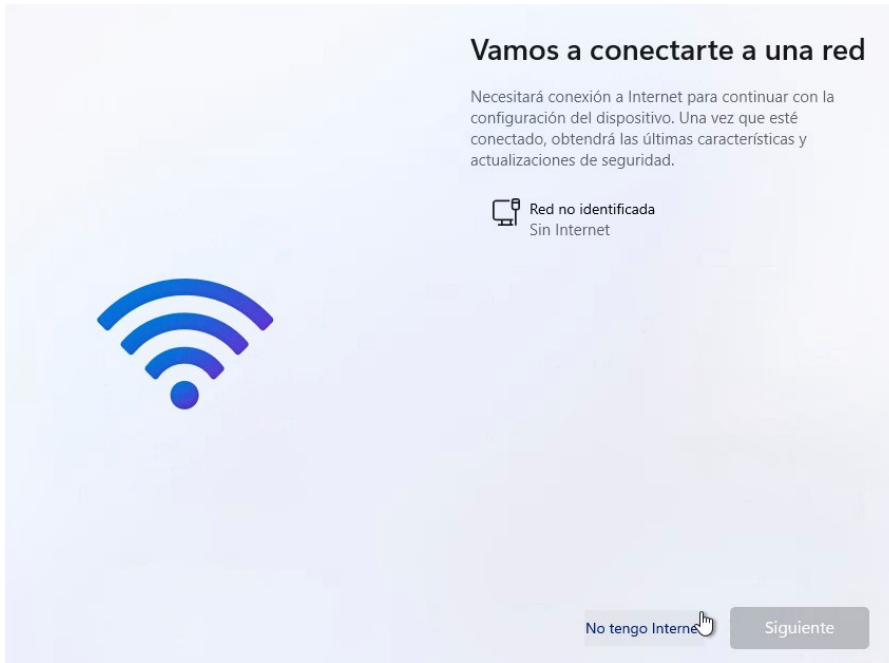 Vamos a conectarte a una red
Necesitará conexión a Internet para continuar con la
configuración del dispositivo. Una vez que esté
conectado, obtendrá las últimas características y
actualizaciones de seguridad.
Red no identificada
Sin Internet
No tengo Interne
Siguiente